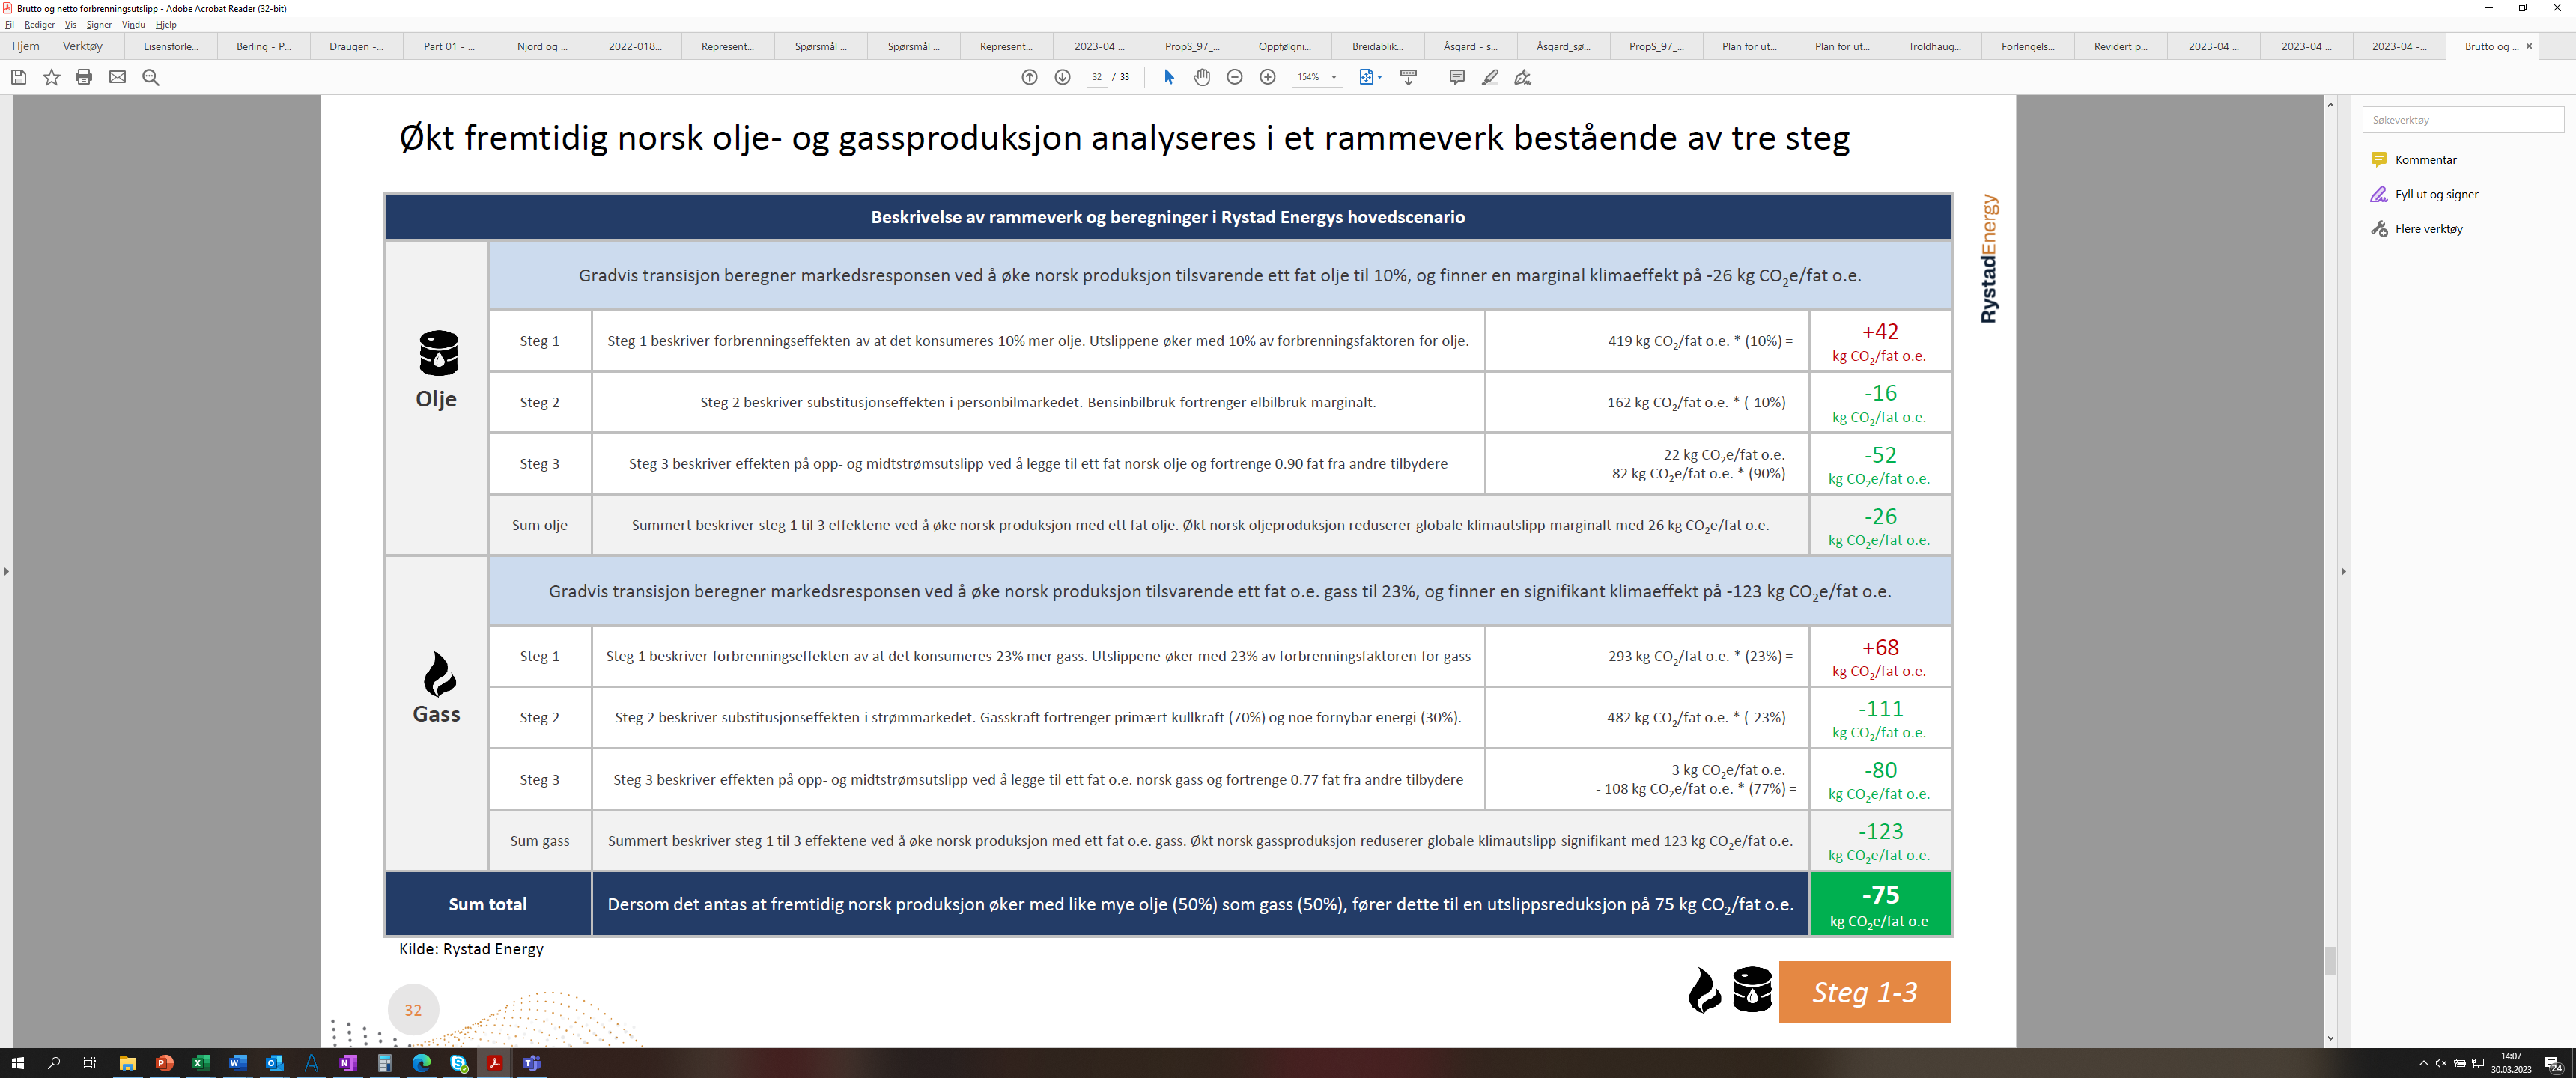 Brutto og netto forbrenningsutslipp - Adobe Acrobat Reader (32-bit)
Fil Rediger Vis Signer Vindu Hjelp
Hjem Verktøy Lisensforle... Berling - P... Draugen -... Part 01 - ... Njord og ... 2022-018... Represent... Spørsmål ... Spørsmål ... Represent... 2023-04 ... PropS_97_... Oppfølgni... Breidablik... Åsgard - s... Åsgard_sø... PropS_97_... Plan for ut... Plan for ut... Troldhaug... Forlengels... Revidert p... 2023-04 ... 2023-04 ... 2023-04 -... Brutto og ... ×
32 / 33 154%
Søkeverktøy
Kommentar
Fyll ut og signer
Flere verktøy
Økt fremtidig norsk olje- og gassproduksjon analyseres i et rammeverk bestående av tre steg
RystadEnergy
Beskrivelse av rammeverk og beregninger i Rystad Energys hovedscenario
Olje
Gradvis transisjon beregner markedsresponsen ved å øke norsk produksjon tilsvarende ett fat olje til 10%, og finner en marginal klimaeffekt på -26 kg CO2e/fat o.e.
Steg 1
Steg 1 beskriver forbrenningseffekten av at det konsumeres 10% mer olje. Utslippene øker med 10% av forbrenningsfaktoren for olje.
419 kg CO2/fat o.e. * (10%) =
+42
kg CO2/fat o.e.
Steg 2
Steg 2 beskriver substitusjonseffekten i personbilmarkedet. Bensinbilbruk fortrenger elbilbruk marginalt.
162 kg CO2/fat o.e. * (-10%) =
-16
kg CO2/fat o.e.
Steg 3
Steg 3 beskriver effekten på opp- og midtstrømsutslipp ved å legge til ett fat norsk olje og fortrenge 0.90 fat fra andre tilbydere
22 kg CO2e/fat o.e.
- 82 kg CO2e/fat o.e. * (90%) =
-52
kg CO2e/fat o.e.
Sum olje
Summert beskriver steg 1 til 3 effektene ved å øke norsk produksjon med ett fat olje. Økt norsk oljeproduksjon reduserer globale klimautslipp marginalt med 26 kg CO2e/fat o.e.
-26
kg CO2e/fat o.e.
Gass
Gradvis transisjon beregner markedsresponsen ved å øke norsk produksjon tilsvarende ett fat o.e. gass til 23%, og finner en signifikant klimaeffekt på -123 kg CO2e/fat o.e.
Steg 1
Steg 1 beskriver forbrenningseffekten av at det konsumeres 23% mer gass. Utslippene øker med 23% av forbrenningsfaktoren for gass
293 kg CO2/fat o.e. * (23%) =
+68
kg CO2/fat o.e.
Steg 2
Steg 2 beskriver substitusjonseffekten i strømmarkedet. Gasskraft fortrenger primært kullkraft (70%) og noe fornybar energi (30%).
482 kg CO2/fat o.e. * (-23%) =
-111
kg CO2/fat o.e.
Steg 3
Steg 3 beskriver effekten på opp- og midtstrømsutslipp ved å legge til ett fat o.e. norsk gass og fortrenge 0.77 fat fra andre tilbydere
3 kg CO2e/fat o.e.
- 108 kg CO2e/fat o.e. * (77%) =
-80
kg CO2e/fat o.e.
Sum gass
Summert beskriver steg 1 til 3 effektene ved å øke norsk produksjon med ett fat o.e. gass. Økt norsk gassproduksjon reduserer globale klimautslipp signifikant med 123 kg CO2e/fat o.e.
-123
kg CO2e/fat o.e.
Sum total
Dersom det antas at fremtidig norsk produksjon øker med like mye olje (50%) som gass (50%), fører dette til en utslippsreduksjon på 75 kg CO2/fat o.e.
-75
kg CO2e/fat o.e
Kilde: Rystad Energy
32
Steg 1-3
14:07
30.03.2023
24